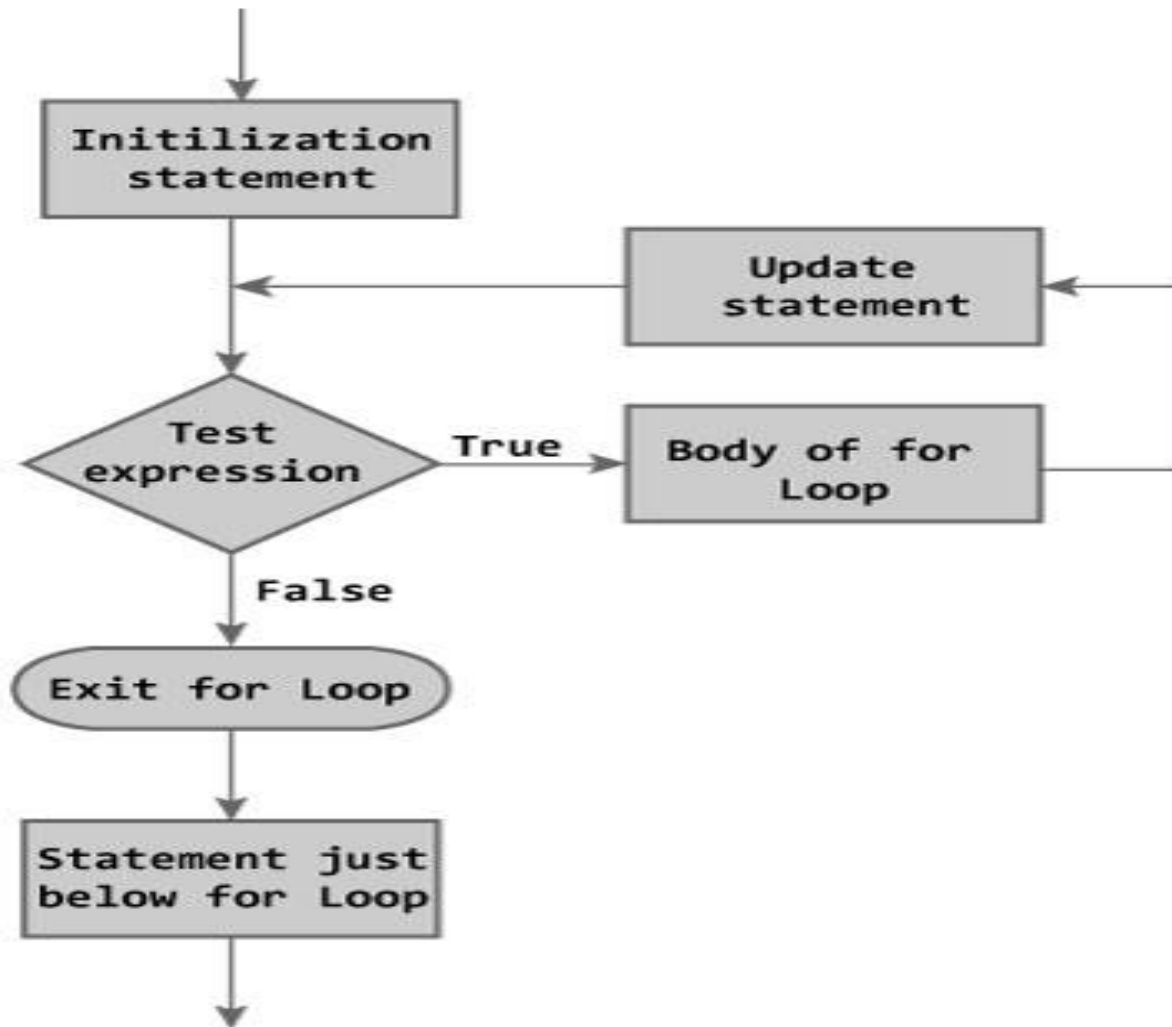 Initilization
statement
Update
statement
Test
expression
True
Body of for
Loop
False
Exit for Loop
Statement just
below for Loop